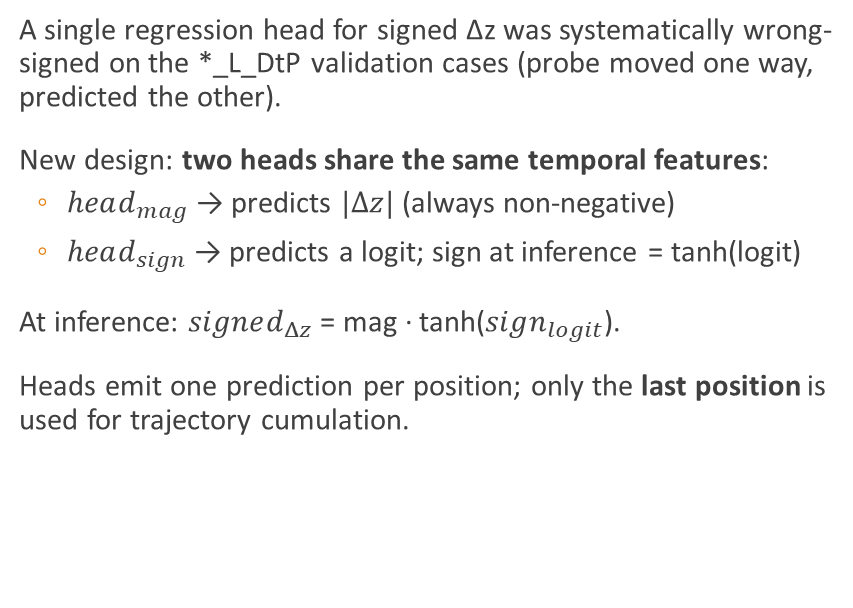 A single regression head for signed Δz was systematically wrong-
signed on the *_L_DtP validation cases (probe moved one way,
predicted the other).
New design: two heads share the same temporal features:
◦ head_mag → predicts |Δz| (always non-negative)
◦ head_sign → predicts a logit; sign at inference = tanh(logit)
At inference: signed_Δz = mag · tanh(sign_logit).
Heads emit one prediction per position; only the last position is
used for trajectory cumulation.